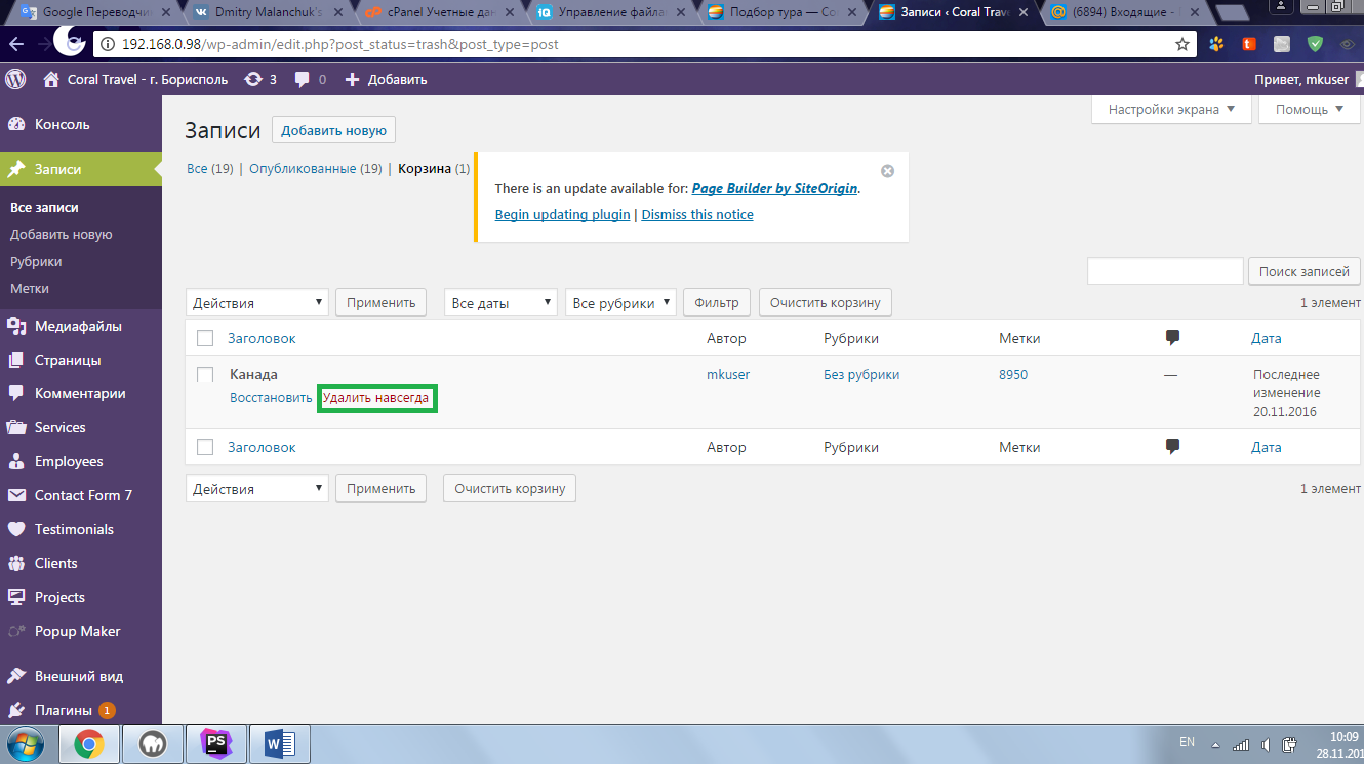 Google Переводчи
Dmitry Malanchuk's
cPanel Учетные дан
Управление файла
Подбор тура — Co
Записи ‹ Coral Trave
(6894) Входящие -
192.168.0.98/wp-admin/edit.php?post_status=trash&post_type=post
Coral Travel - г. Борисполь
3
0
Добавить
Привет, mkuser
Консоль
Записи
Все записи
Добавить новую
Рубрики
Метки
Медиафайлы
Страницы
Комментарии
Services
Employees
Contact Form 7
Testimonials
Clients
Projects
Popup Maker
Внешний вид
Плагины 1
Настройки экрана
Помощь
Записи
Добавить новую
Все (19) | Опубликованные (19) | Корзина (1)
There is an update available for: Page Builder by SiteOrigin.
Begin updating plugin | Dismiss this notice
Поиск записей
Действия
Применить
Все даты
Все рубрики
Фильтр
Очистить корзину
1 элемент
Заголовок
Автор
Рубрики
Метки
Дата
Канада
Восстановить
Удалить навсегда
mkuser
Без рубрики
8950
—
Последнее
изменение
20.11.2016
Заголовок
Автор
Рубрики
Метки
Дата
Действия
Применить
Очистить корзину
1 элемент
PS
EN
10:09
28.11.201